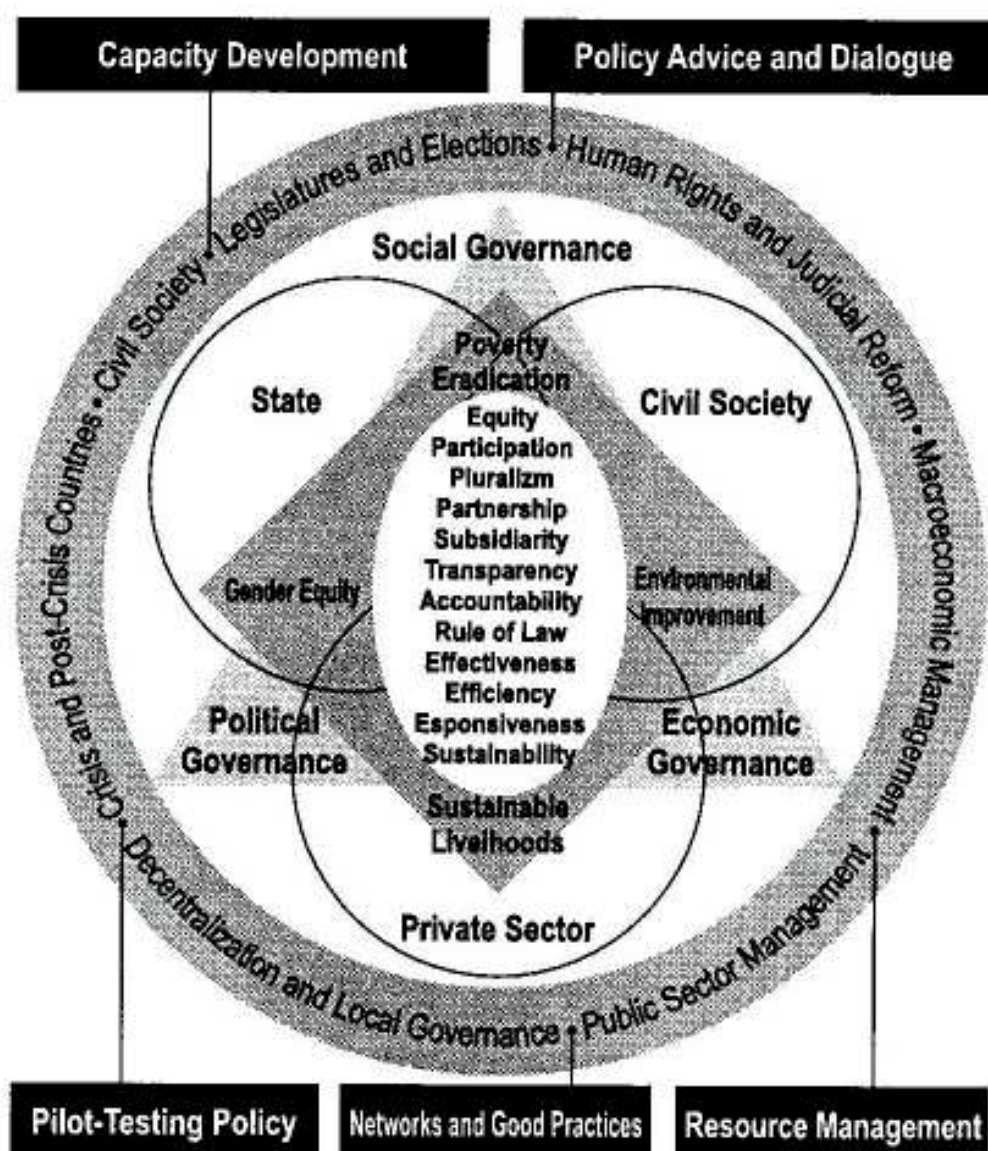 Capacity Development
Policy Advice and Dialogue
Crisis and Post-Crisis Countries • Civil Society • Legislatures and Elections • Human Rights and Judicial Reform • Macroeconomic Management •
Social Governance
Poverty
Eradication
State
Civil Society
Equity
Participation
Pluralizm
Partnership
Subsidiarity
Transparency
Accountability
Rule of Law
Effectiveness
Efficiency
Esponsiveness
Sustainability
Gender Equity
Environmental
Improvement
Political
Governance
Economic
Governance
Sustainable
Livelihoods
Private Sector
• Decentralization and Local Governance • Public Sector Management
Pilot-Testing Policy
Networks and Good Practices
Resource Management